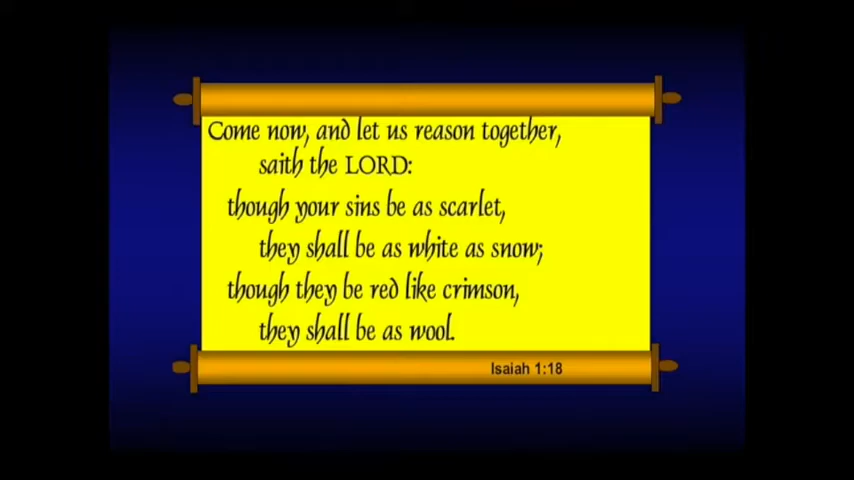 Come now, and let us reason together,
saith the LORD:
though your sins be as scarlet,
they shall be as white as snow;
though they be red like crimson,
they shall be as wool.
Isaiah 1:18